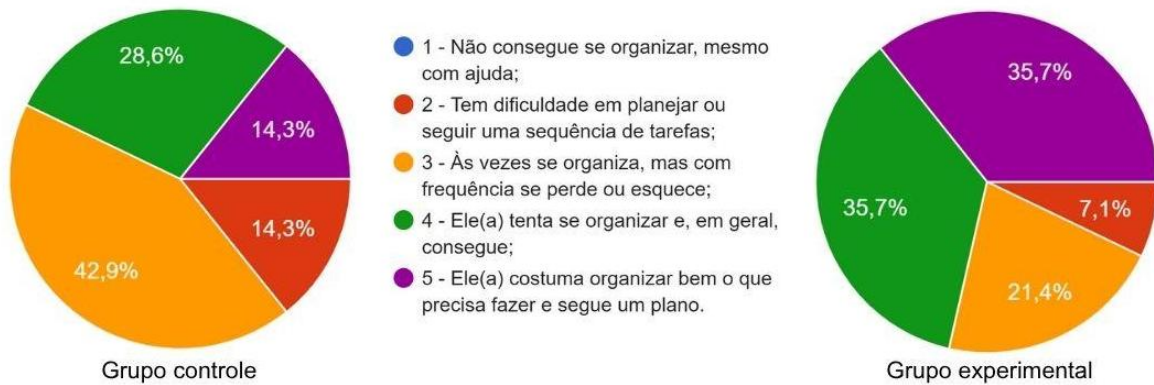 28,6%
14,3%
14,3%
42,9%
Grupo controle
1 - Não consegue se organizar, mesmo
com ajuda;
2 - Tem dificuldade em planejar ou
seguir uma sequência de tarefas;
3 - Às vezes se organiza, mas com
frequência se perde ou esquece;
4 - Ele(a) tenta se organizar e, em geral,
consegue;
5 - Ele(a) costuma organizar bem o que
precisa fazer e segue um plano.
35,7%
35,7%
7,1%
21,4%
Grupo experimental